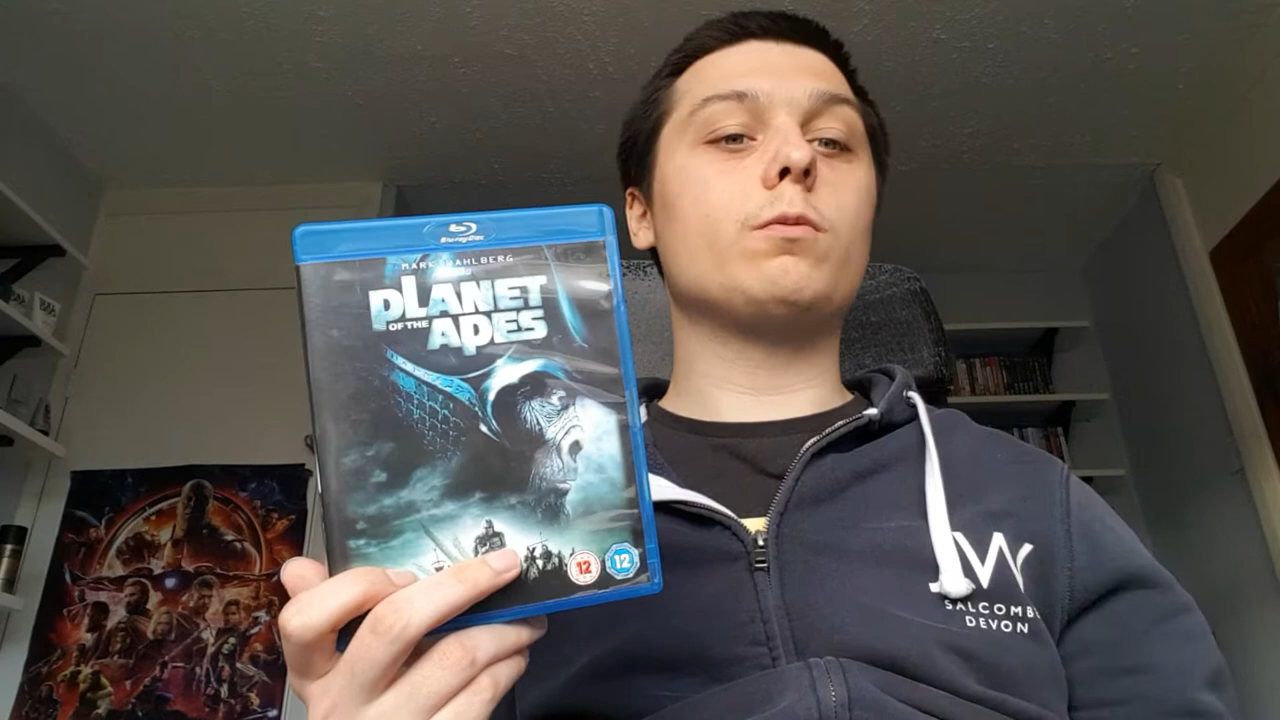 Blu-ray Disc
MARK WAHLBERG
PLANET
OF THE
APES
12
12
W
SALCOMBE
DEVON